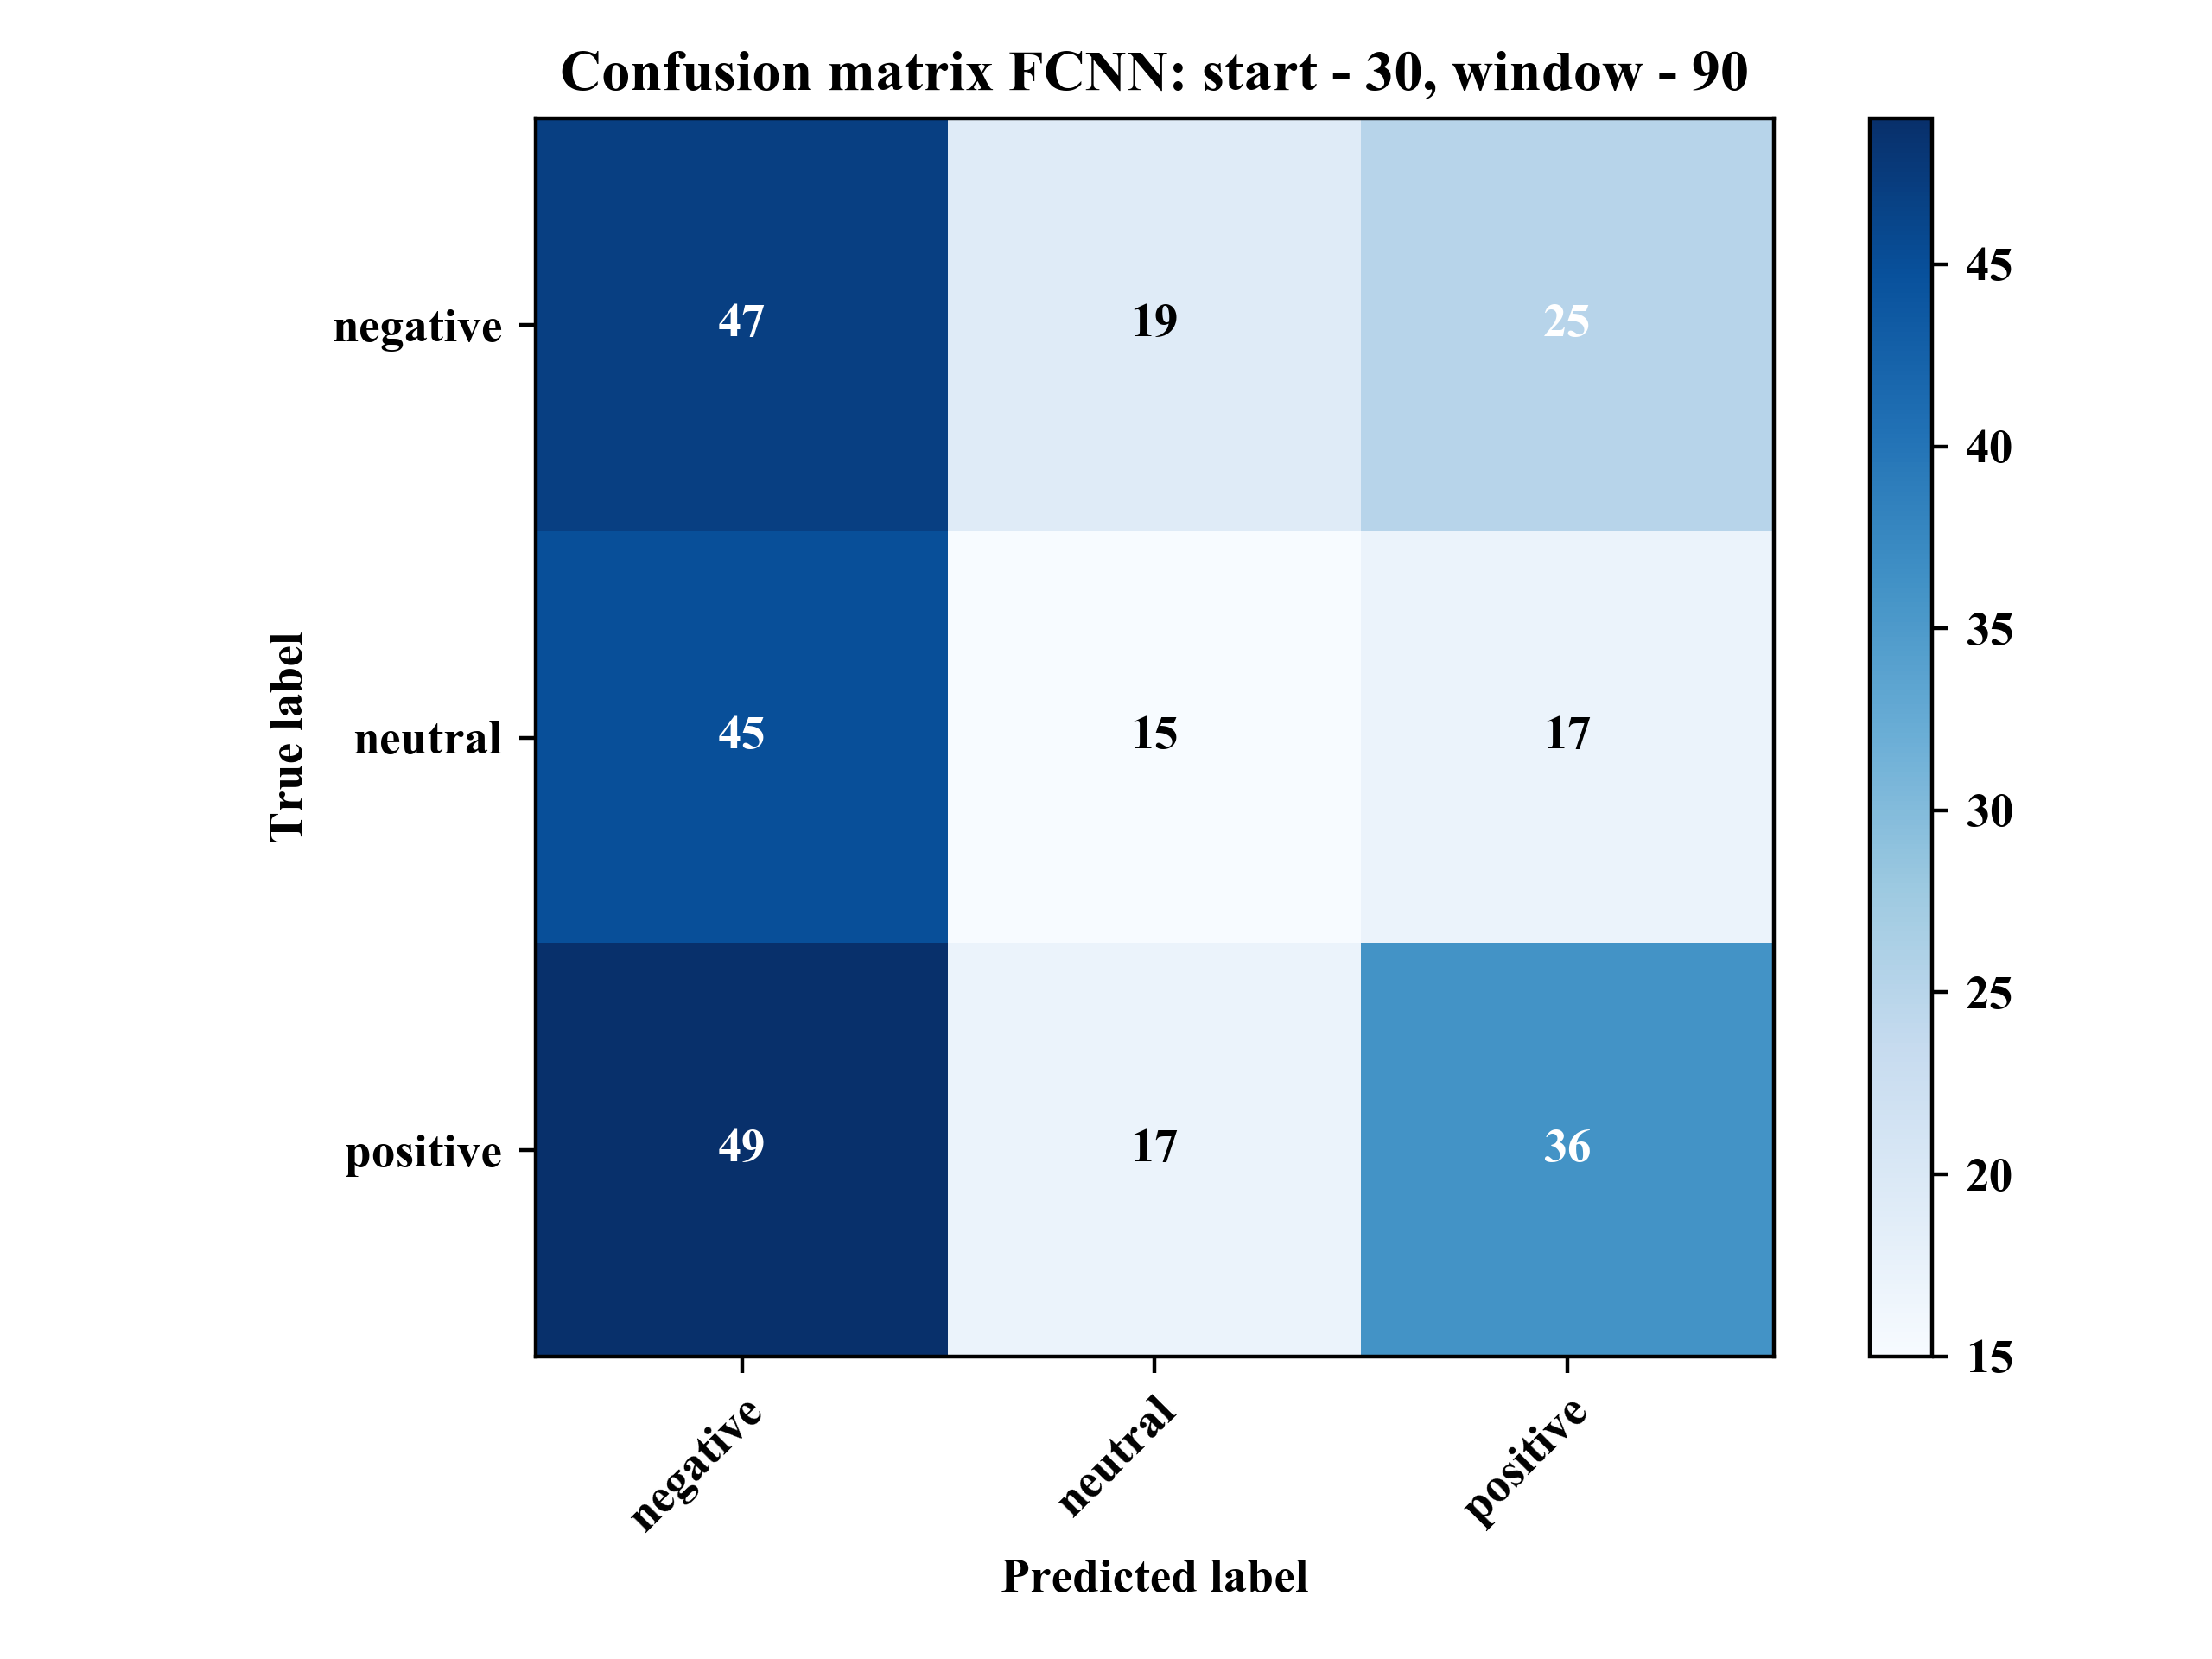 Confusion matrix FCNN: start - 30, window - 90
True label
negative
47 19 25
neutral
45 15 17
positive
49 17 36
negative
neutral
positive
Predicted label
45
40
35
30
25
20
15